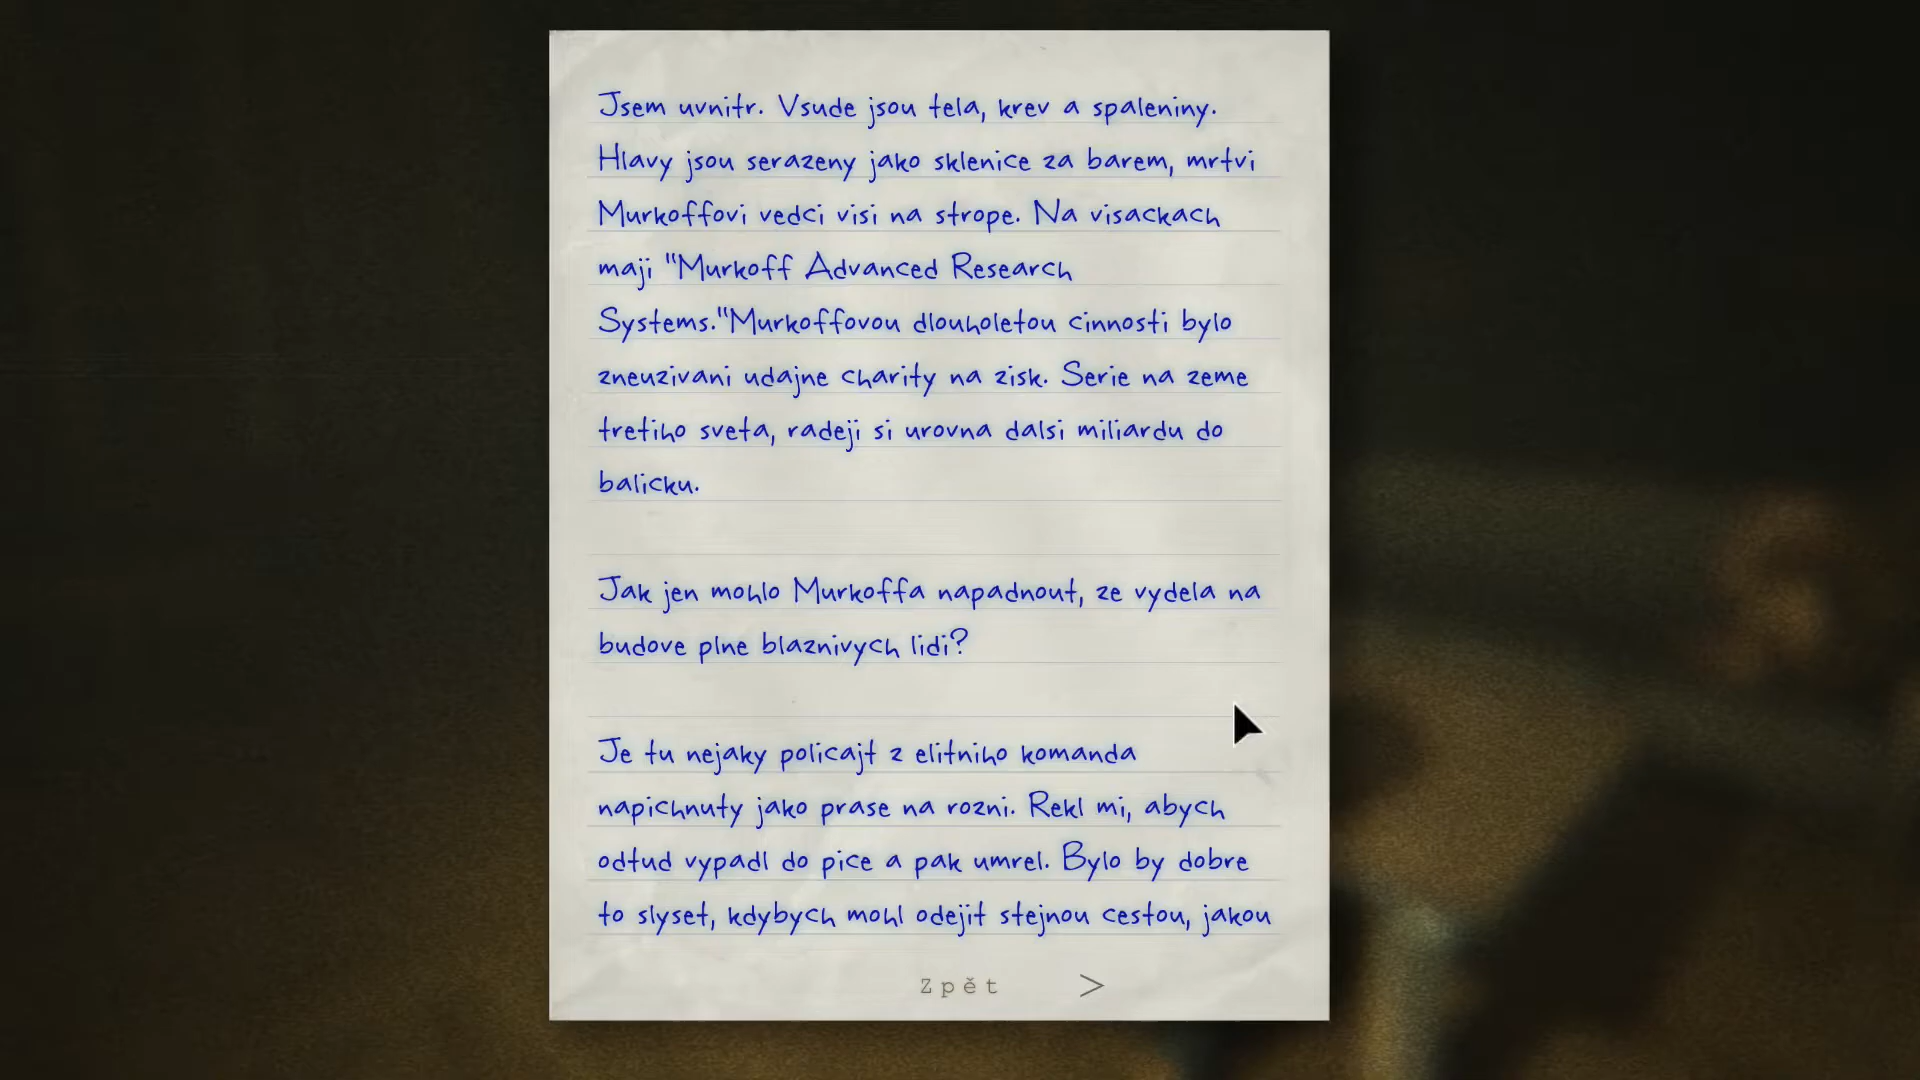 Jsem uvnitr. Vsude jsou tela, krev a spaleniny.
Hlavy jsou serazeny jako sklenice za barem, mrtvi
Murkoffovi vedci visi na strope. Na visackach
maji "Murkoff Advanced Research
Systems."Murkoffovou dlouholetou cinnosti bylo
zneuzivani udajne charity na zisk. Serie na zeme
tretiho sveta, radeji si urovna dalsi miliardu do
balicku.
Jak jen mohlo Murkoffa napadnout, ze vydela na
budove plne blaznivych lidi?
Je tu nejaky policajt z elitniho komanda
napichnuty jako prase na rozni. Rekl mi, abych
odtud vypadl do pice a pak umrel. Bylo by dobre
to slyset, kdybych mohl odejit stejnou cestou, jakou
Zpět >